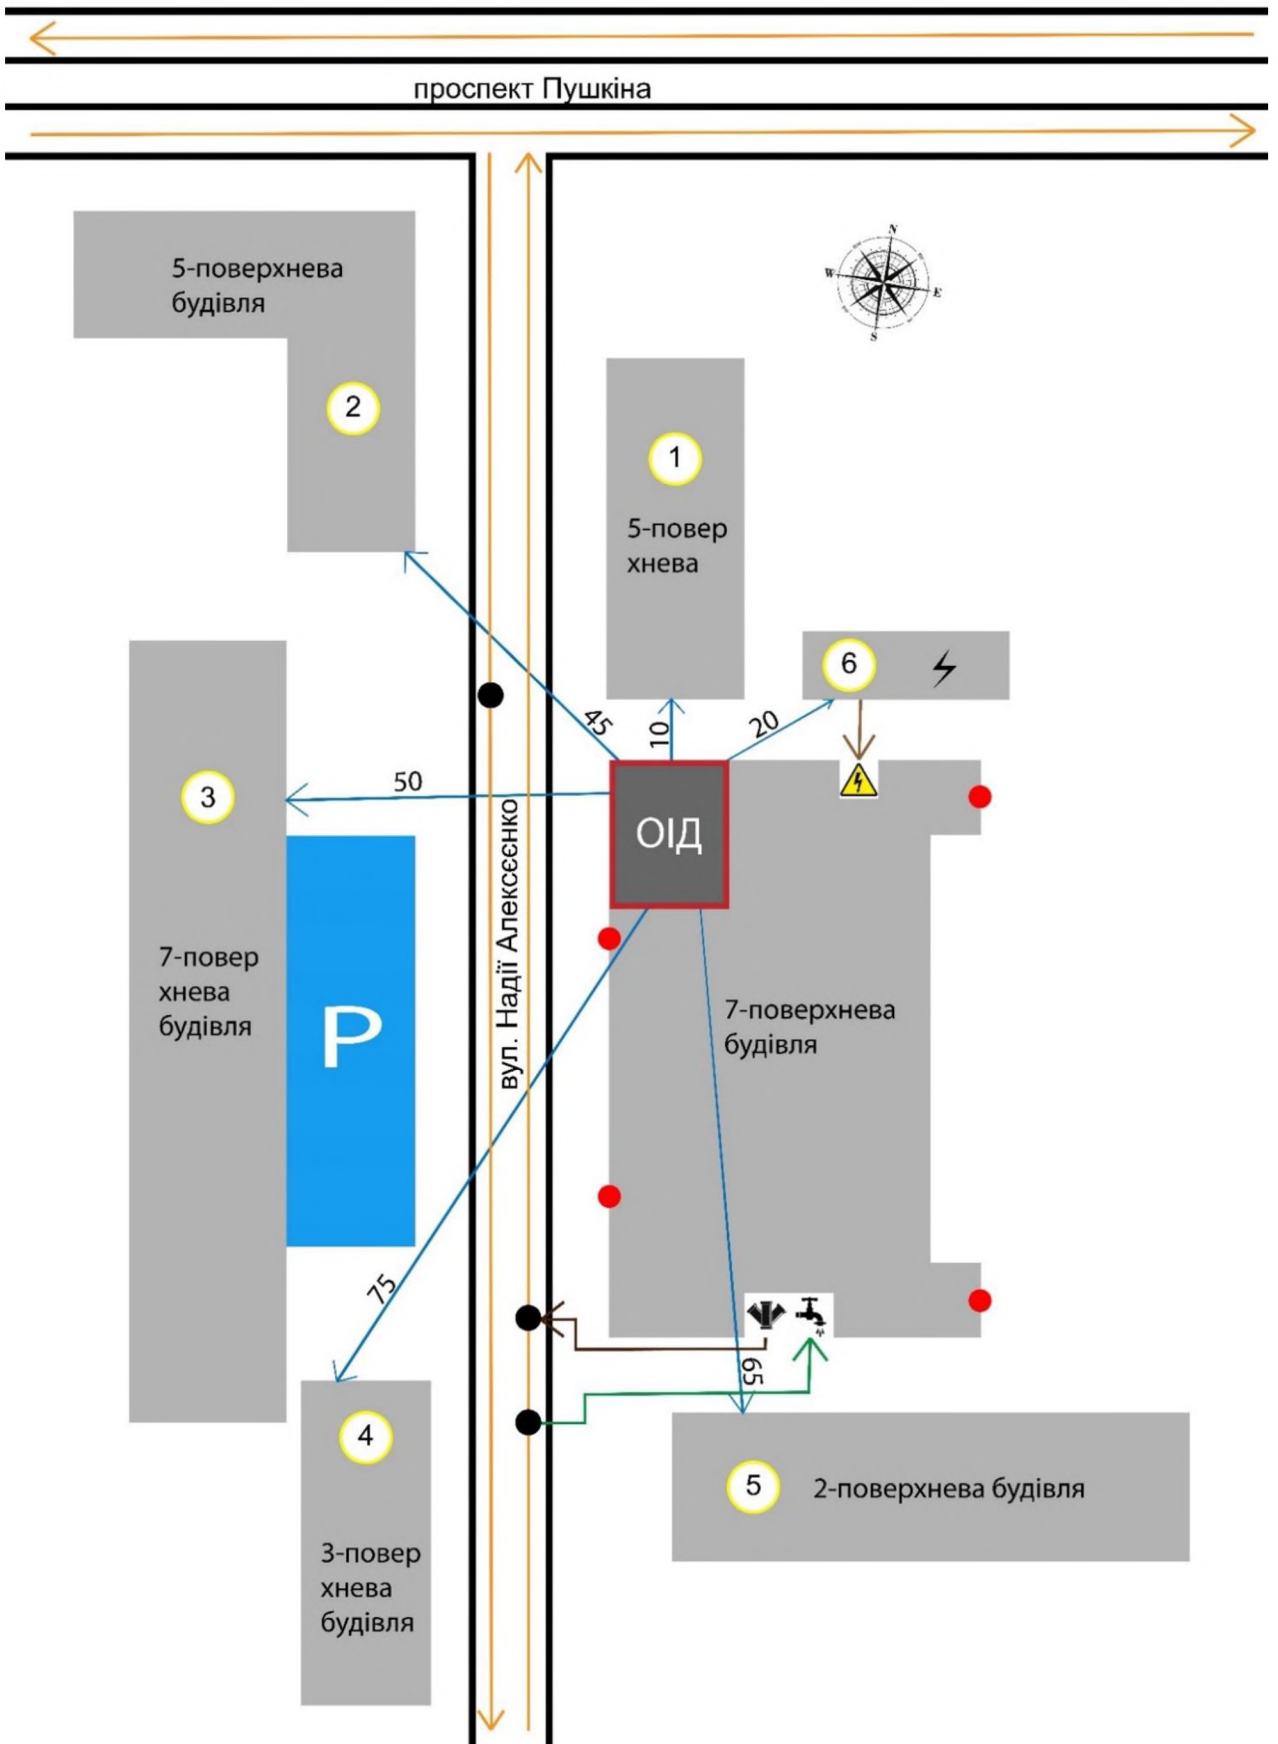 проспект Пушкіна
5-поверхнева
будівля
2
N
W
E
S
1
5-повер
хнева
6
45
10
20
3
50
ОІД
вул. Надії Алексєєнко
7-повер
хнева
будівля
P
7-поверхнева
будівля
75
65
4
3-повер
хнева
будівля
5
2-поверхнева будівля